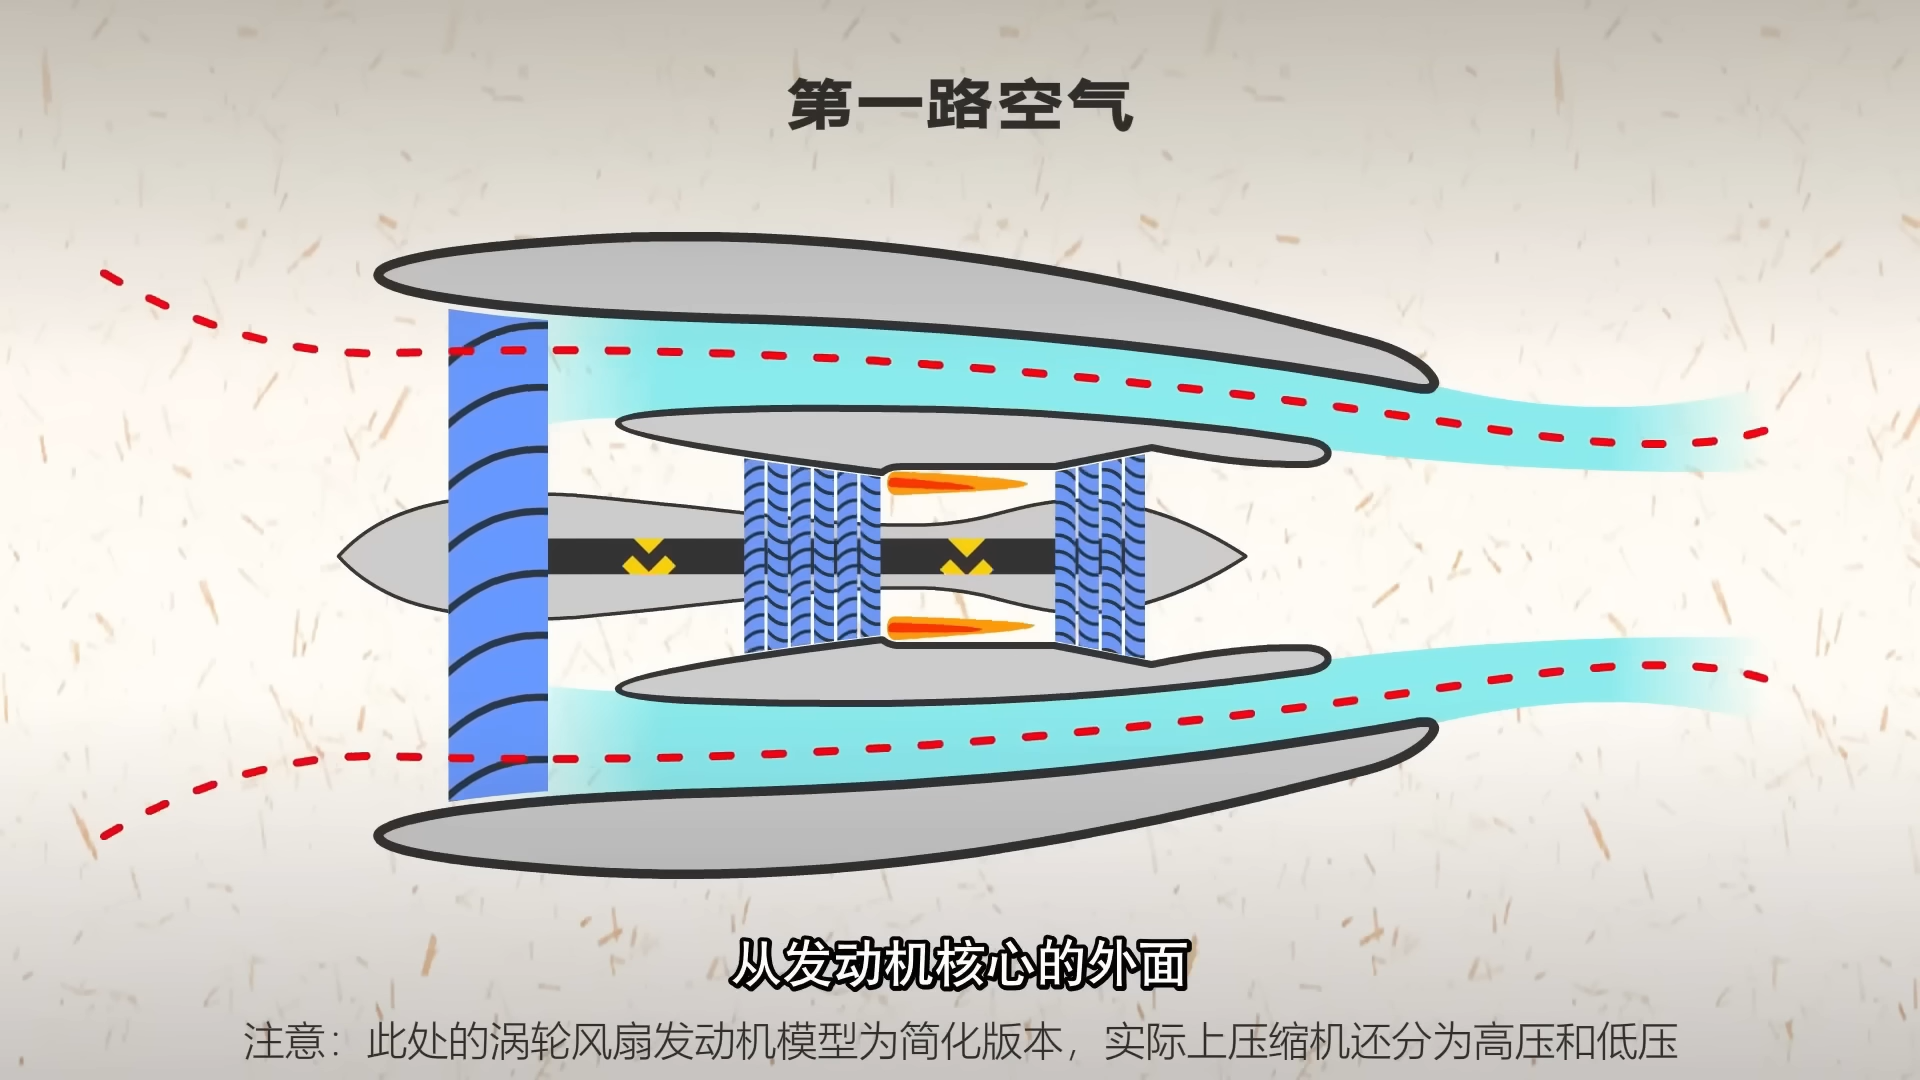 第一路空气
从发动机核心的外面
注意：此处的涡轮风扇发动机模型为简化版本，实际上压缩机还分为高压和低压